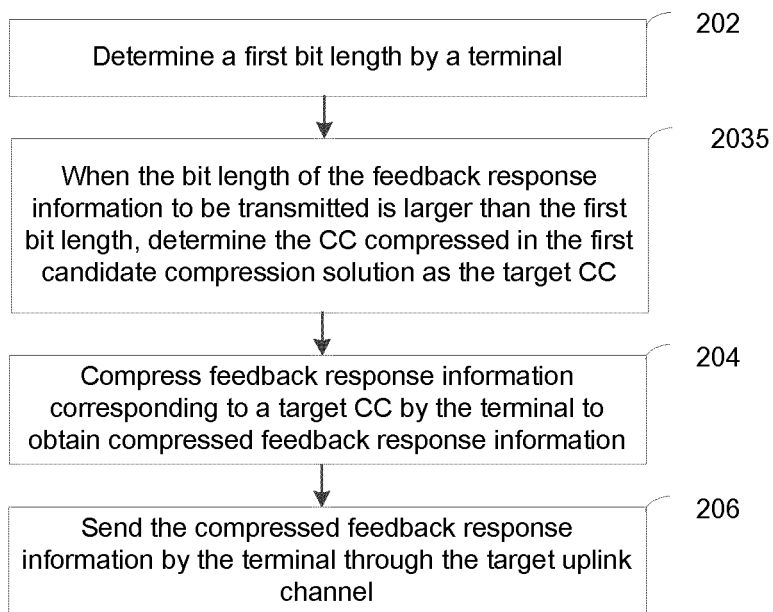 202
Determine a first bit length by a terminal
2035
When the bit length of the feedback response
information to be transmitted is larger than the first
bit length, determine the CC compressed in the first
candidate compression solution as the target CC
204
Compress feedback response information
corresponding to a target CC by the terminal to
obtain compressed feedback response information
206
Send the compressed feedback response
information by the terminal through the target uplink
channel